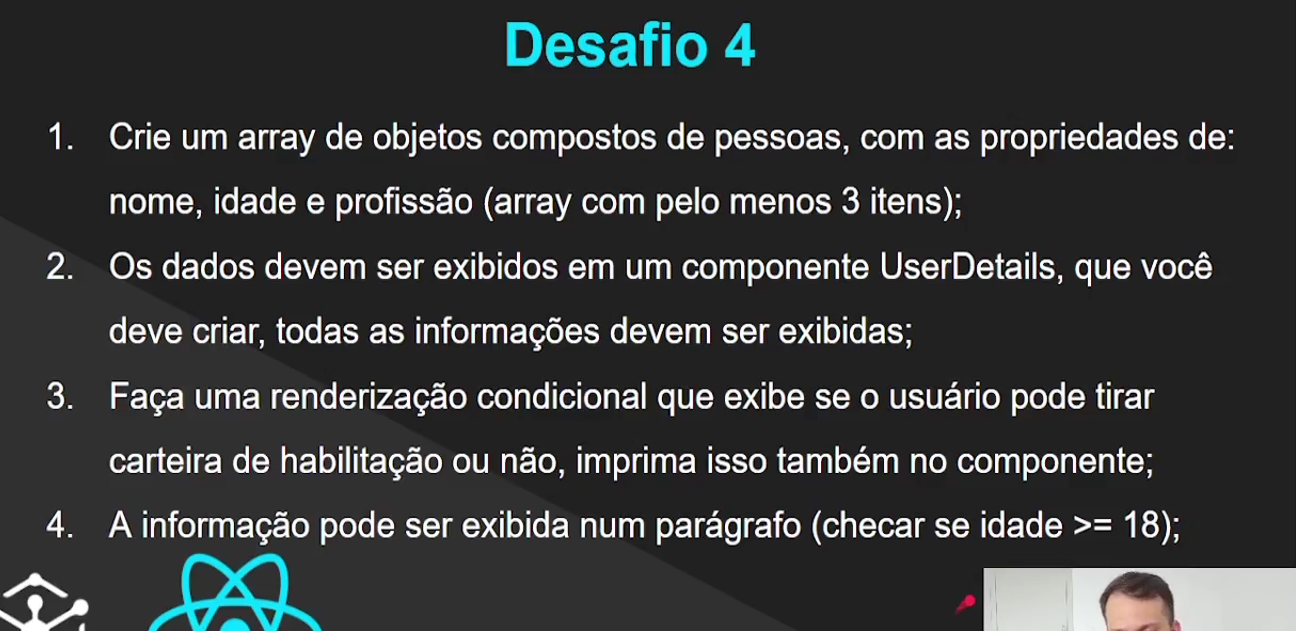 Desafio 4
1. Crie um array de objetos compostos de pessoas, com as propriedades de:
nome, idade e profissão (array com pelo menos 3 itens);
2. Os dados devem ser exibidos em um componente UserDetails, que você
deve criar, todas as informações devem ser exibidas;
3. Faça uma renderização condicional que exibe se o usuário pode tirar
carteira de habilitação ou não, imprima isso também no componente;
4. A informação pode ser exibida num parágrafo (checar se idade >= 18);